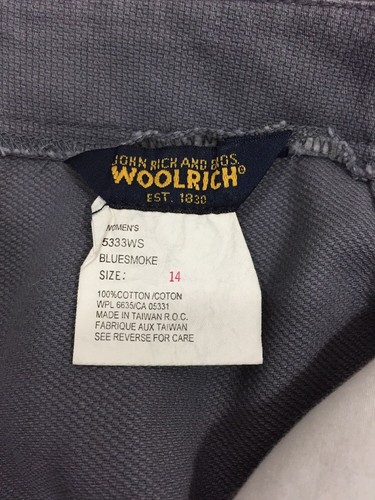 JOHN RICH AND BROS.
WOOLRICH®
EST. 1830
WOMEN'S
5333WS
BLUESMOKE
SIZE: 14
100%COTTON /COTON
WPL 6635/CA 05331
MADE IN TAIWAN R.O.C.
FABRIQUE AUX TAIWAN
SEE REVERSE FOR CARE